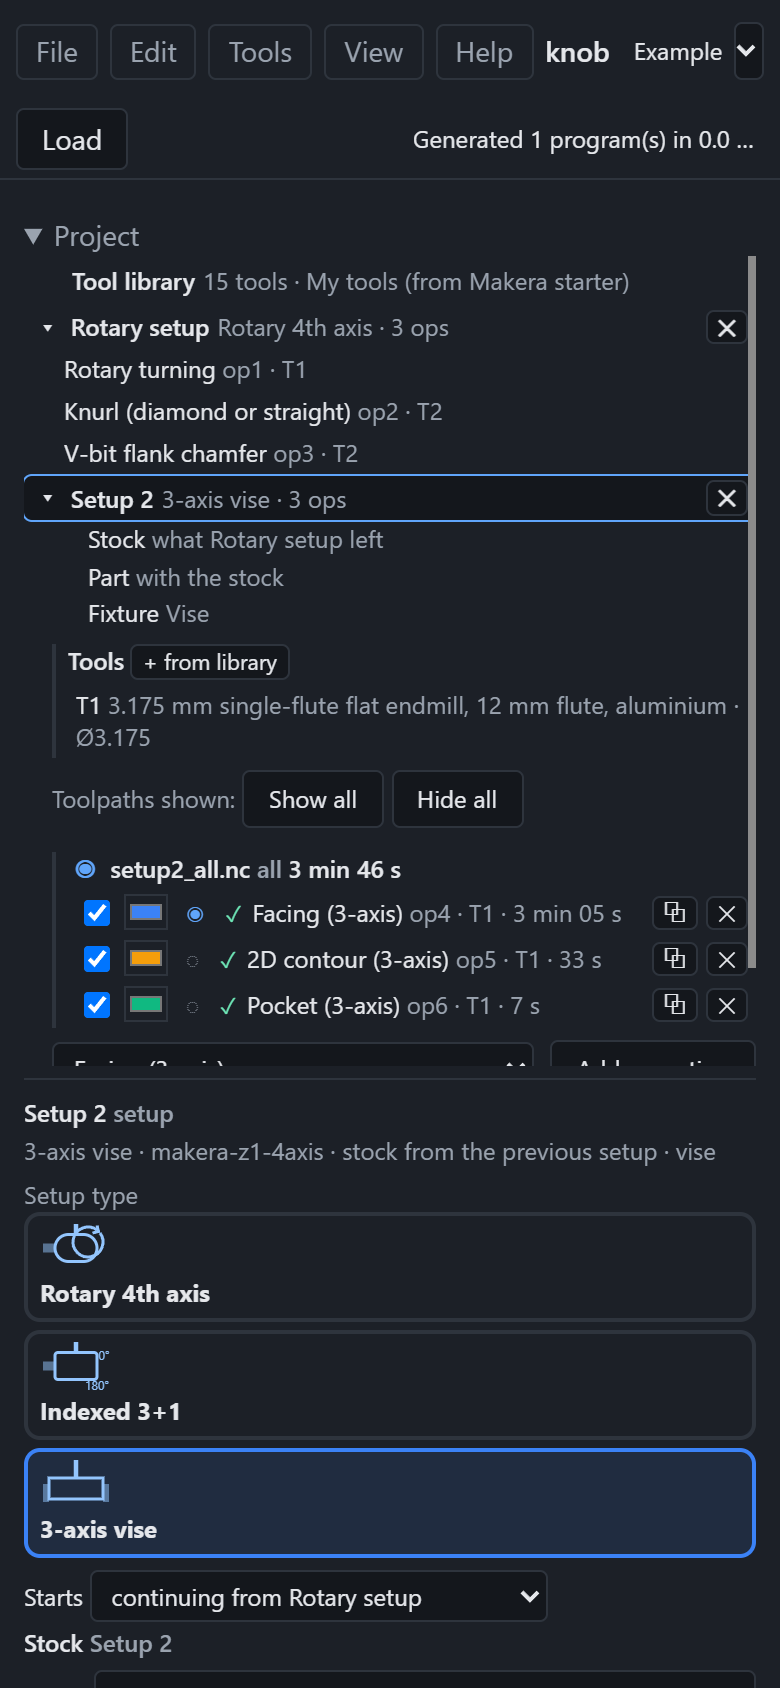 File Edit Tools View Help knob Example
Load Generated 1 program(s) in 0.0 ...
▼ Project
Tool library 15 tools · My tools (from Makera starter)
Rotary setup Rotary 4th axis · 3 ops
Rotary turning op1 · T1
Knurl (diamond or straight) op2 · T2
V-bit flank chamfer op3 · T2
Setup 2 3-axis vise · 3 ops
Stock what Rotary setup left
Part with the stock
Fixture Vise
Tools + from library
T1 3.175 mm single-flute flat endmill, 12 mm flute, aluminium ·
Ø3.175
Toolpaths shown: Show all Hide all
setup2_all.nc all 3 min 46 s
✓ Facing (3-axis) op4 · T1 · 3 min 05 s
✓ 2D contour (3-axis) op5 · T1 · 33 s
✓ Pocket (3-axis) op6 · T1 · 7 s
Setup 2 setup
3-axis vise · makera-z1-4axis · stock from the previous setup · vise
Setup type
Rotary 4th axis
0°
180°
Indexed 3+1
3-axis vise
Starts continuing from Rotary setup
Stock Setup 2